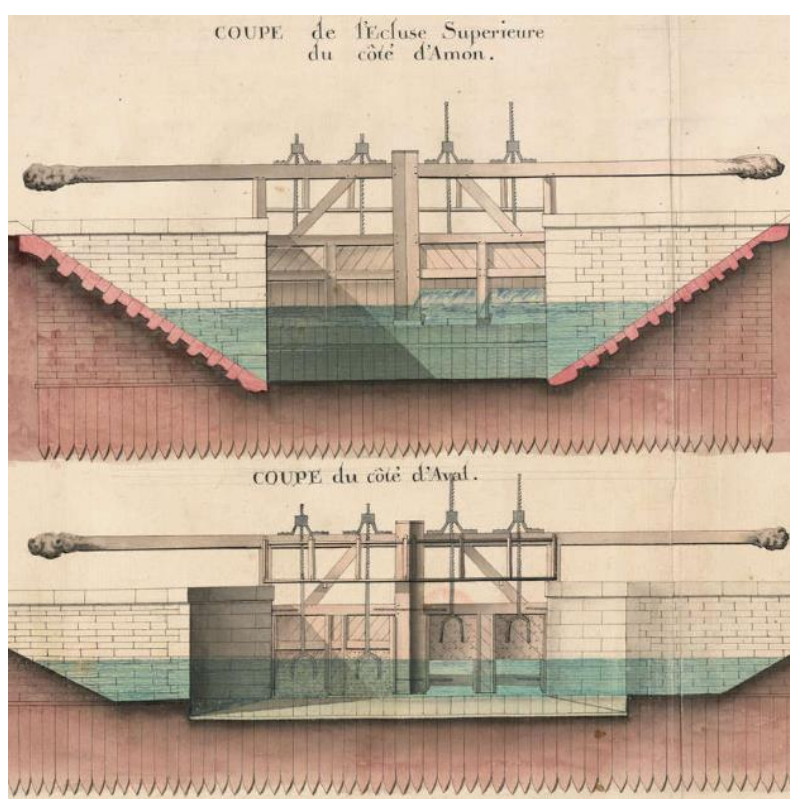 COUPE de l'Ecluse Superieure
du côté d'Amon.
COUPE du côté d'Aval.